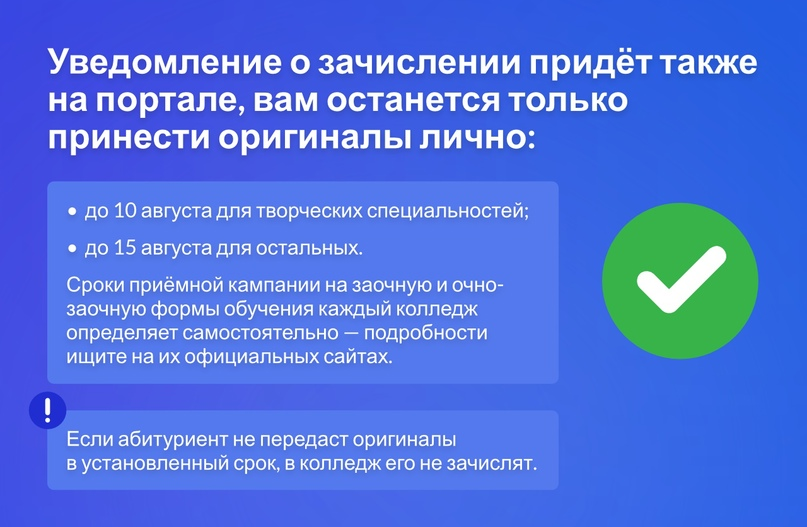 Уведомление о зачислении придёт также
на портале, вам останется только
принести оригиналы лично:
• до 10 августа для творческих специальностей;
• до 15 августа для остальных.
Сроки приёмной кампании на заочную и очно-
заочную формы обучения каждый колледж
определяет самостоятельно — подробности
ищите на их официальных сайтах.
!
Если абитуриент не передаст оригиналы
в установленный срок, в колледж его не зачислят.